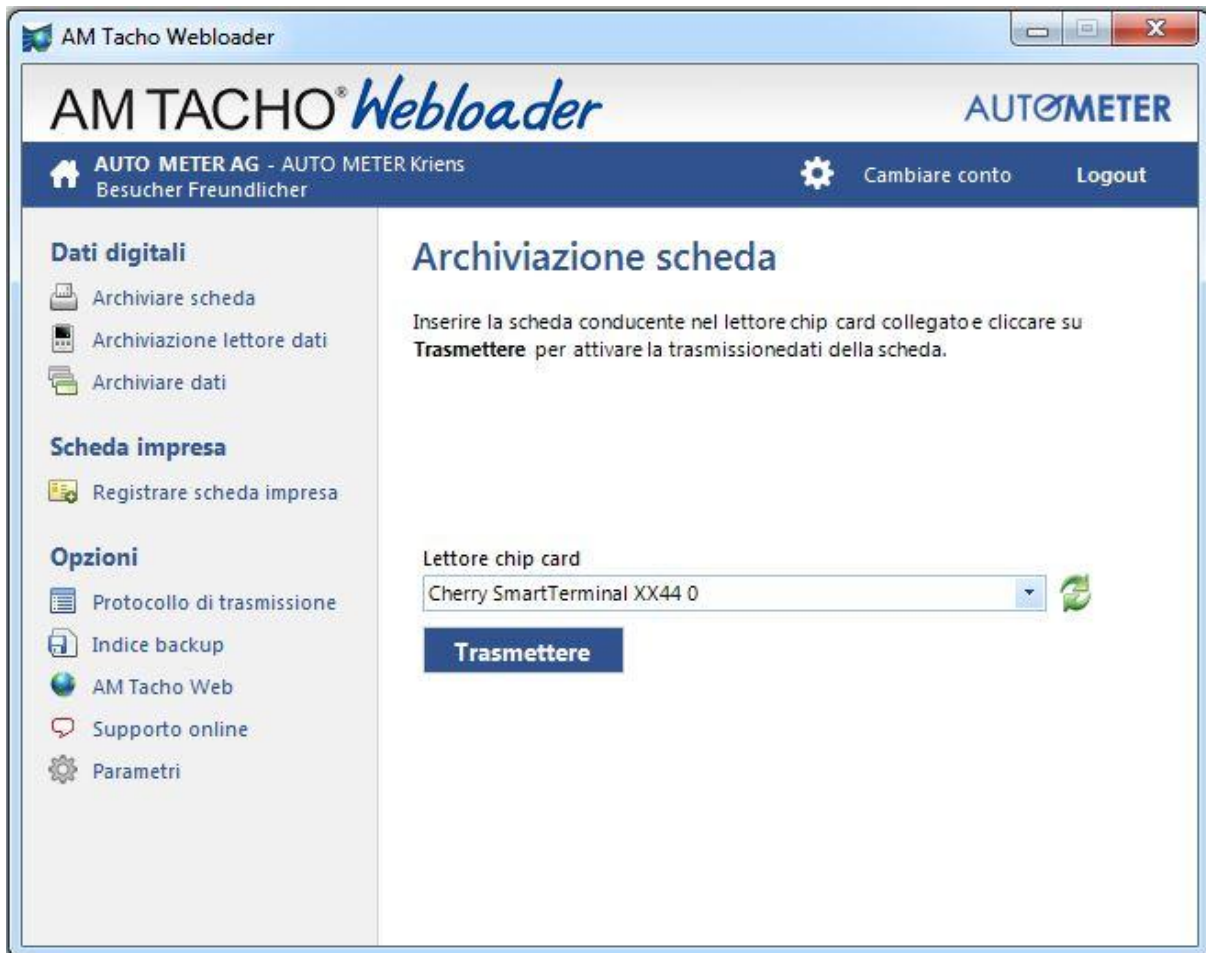 AM Tacho Webloader
AM TACHO® Webloader
AUTOMETER
AUTO METER AG - AUTO METER Kriens
Besucher Freundlicher
Cambiare conto
Logout
Dati digitali
Archiviare scheda
Archiviazione lettore dati
Archiviare dati
Scheda impresa
Registrare scheda impresa
Opzioni
Protocollo di trasmissione
Indice backup
AM Tacho Web
Supporto online
Parametri
Archiviazione scheda
Inserire la scheda conducente nel lettore chip card collegato e cliccare su
Trasmettere per attivare la trasmissionedati della scheda.
Lettore chip card
Cherry SmartTerminal XX44 0
Trasmettere